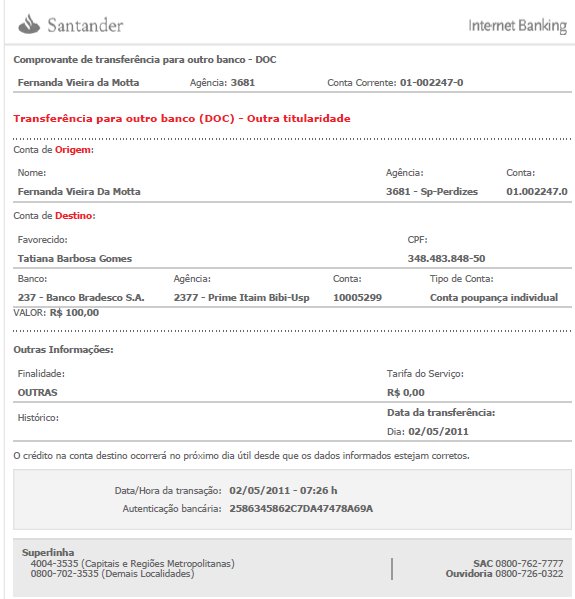 Santander Internet Banking
Comprovante de transferência para outro banco - DOC
Fernanda Vieira da Motta Agência: 3681 Conta Corrente: 01-002247-0
Transferência para outro banco (DOC) - Outra titularidade
Conta de Origem:
Nome: Agência: Conta:
Fernanda Vieira Da Motta 3681 - Sp-Perdizes 01.002247.0
Conta de Destino:
Favorecido: CPF:
Tatiana Barbosa Gomes 348.483.848-50
Banco: Agência: Conta: Tipo de Conta:
237 - Banco Bradesco S.A. 2377 - Prime Itaim Bibi-Usp 10005299 Conta poupança individual
VALOR: R$ 100,00
Outras Informações:
Finalidade: Tarifa do Serviço:
OUTRAS R$ 0,00
Histórico: Data da transferência:
Dia: 02/05/2011
O crédito na conta destino ocorrerá no próximo dia útil desde que os dados informados estejam corretos.
Data/Hora da transação: 02/05/2011 - 07:26 h
Autenticação bancária: 2586345862C7DA47478A69A
Superlinha
4004-3535 (Capitais e Regiões Metropolitanas) SAC 0800-762-7777
0800-702-3535 (Demais Localidades) Ouvidoria 0800-726-0322